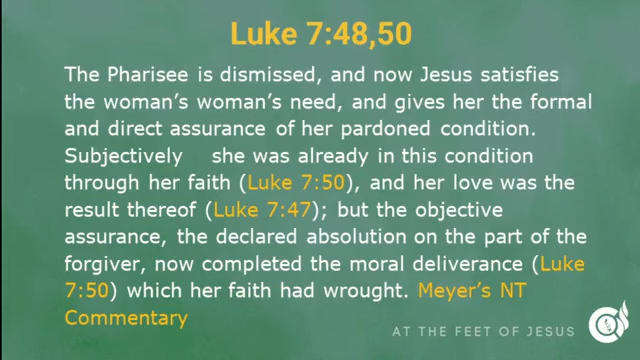 Luke 7:48,50
The Pharisee is dismissed, and now Jesus satisfies
the woman's woman's need, and gives her the formal
and direct assurance of her pardoned condition.
Subjectively she was already in this condition
through her faith (Luke 7:50), and her love was the
result thereof (Luke 7:47); but the objective
assurance, the declared absolution on the part of the
forgiver, now completed the moral deliverance (Luke
7:50) which her faith had wrought. Meyer's NT
Commentary
AT THE FEET OF JESUS